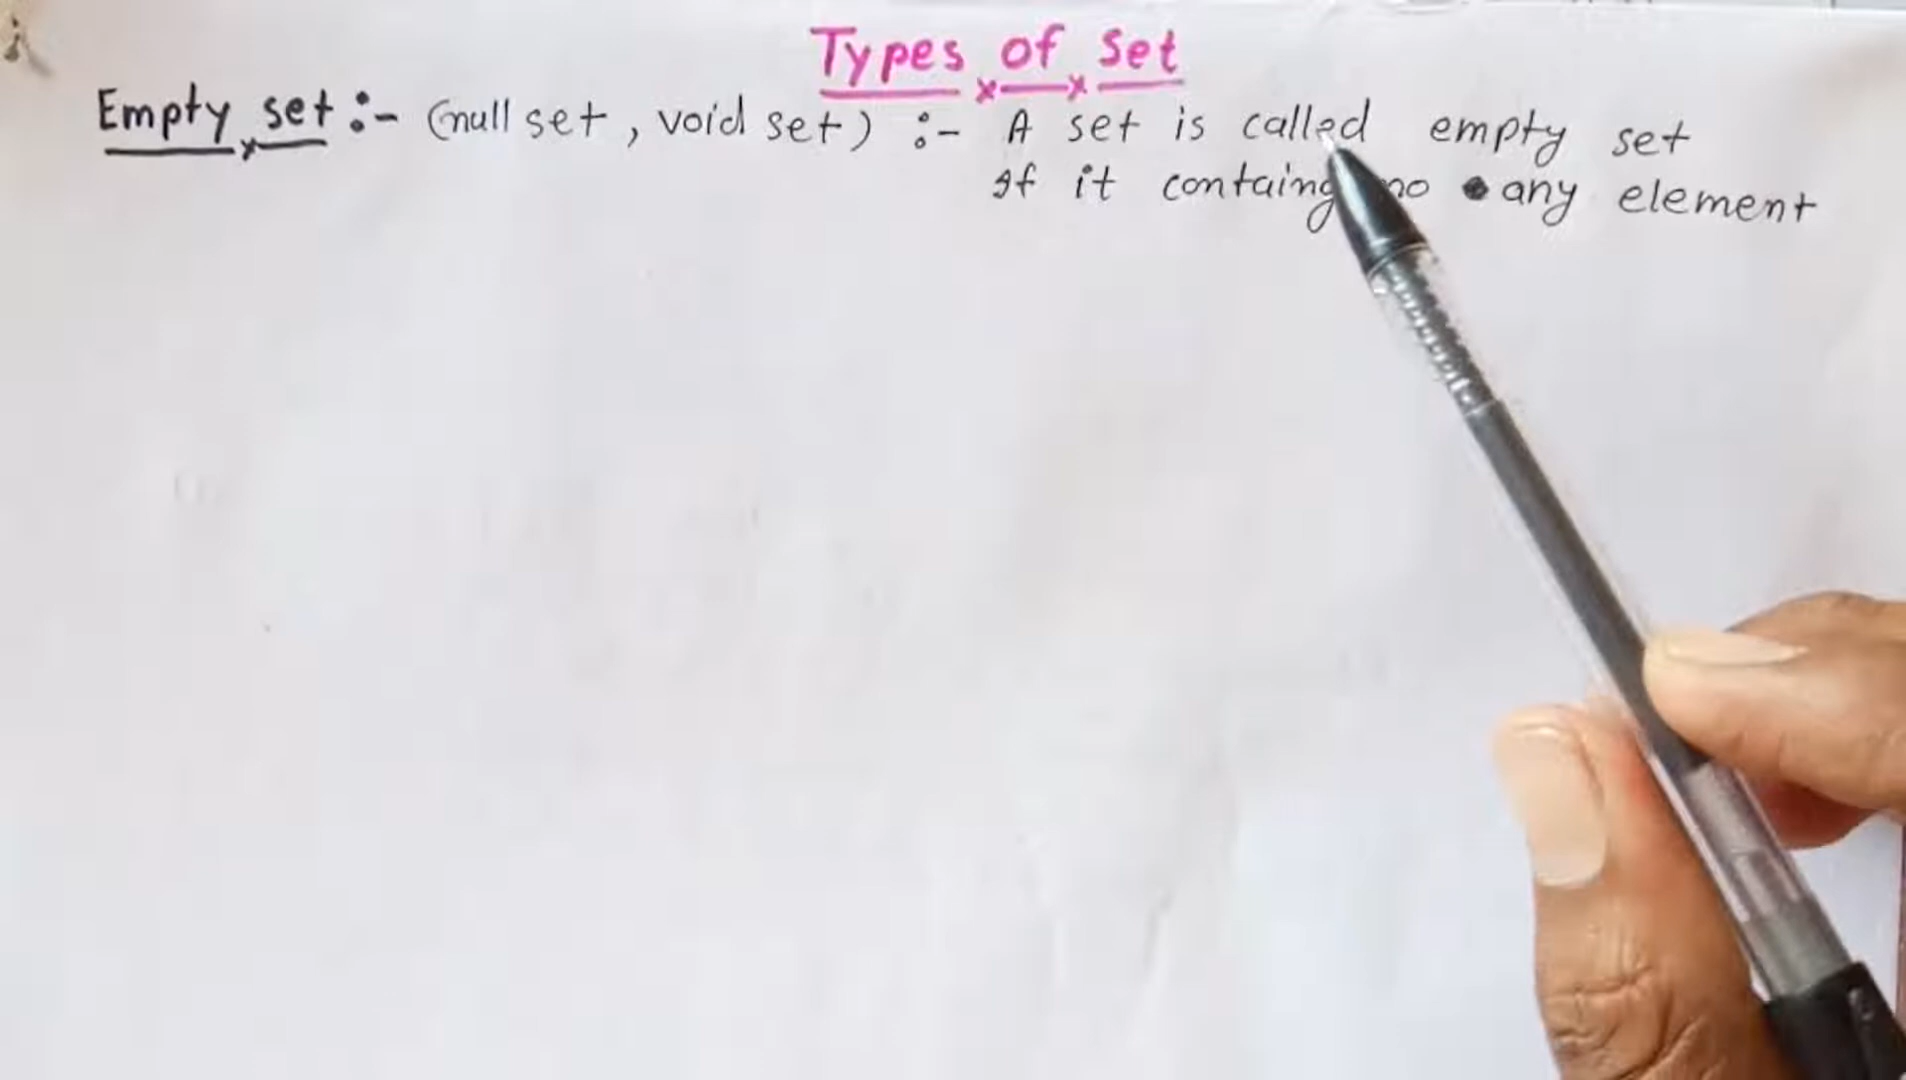 Types of Set
Empty set :- (null set, void set) :- A set is called empty set
If it containg no any element